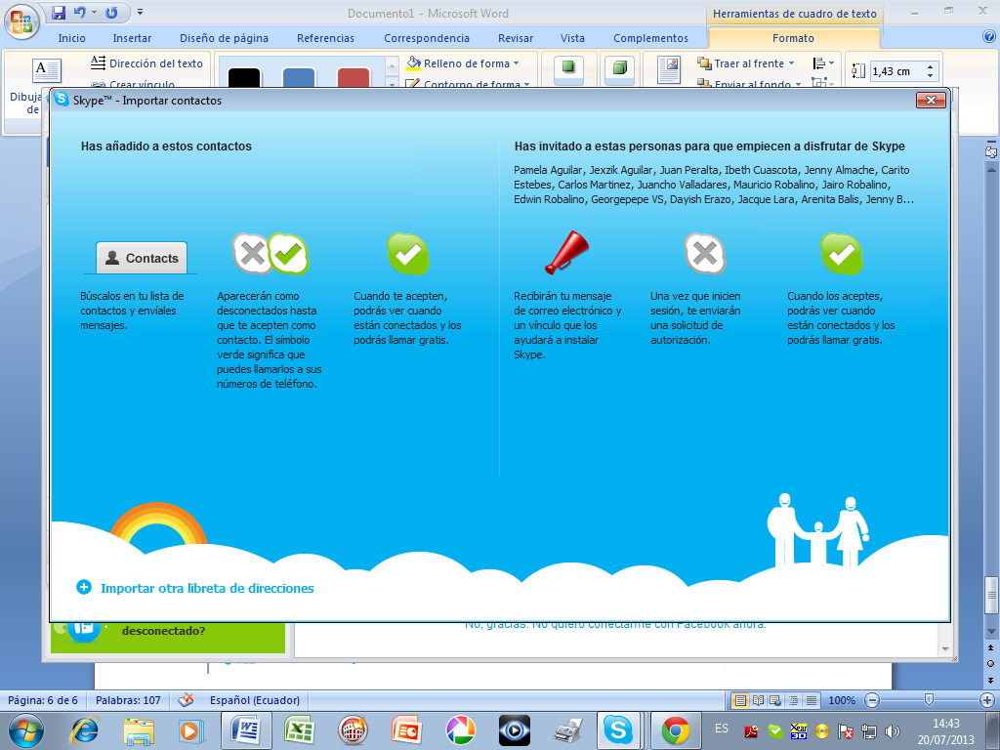 Documento1 - Microsoft Word
Herramientas de cuadro de texto
Inicio
Insertar
Diseño de página
Referencias
Correspondencia
Revisar
Vista
Complementos
Formato
Dirección del texto
Relleno de forma
Traer al frente
1,43 cm
Dibuja
Crear vínculo
Contorno de forma
Enviar al fondo
de
Skype™ - Importar contactos
Has añadido a estos contactos
Has invitado a estas personas para que empiecen a disfrutar de Skype
Pamela Aguilar, Jexzik Aguilar, Juan Peralta, Ibeth Cuascota, Jenny Almache, Carito
Estebes, Carlos Martinez, Juancho Valladares, Mauricio Robalino, Jairo Robalino,
Edwin Robalino, Georgepepe VS, Dayish Erazo, Jacque Lara, Arenita Balis, Jenny B...
Contacts
Búscalos en tu lista de
contactos y envíales
mensajes.
Aparecerán como
desconectados hasta
que te acepten como
contacto. El símbolo
verde significa que
puedes llamarlos a sus
números de teléfono.
Cuando te acepten,
podrás ver cuando
están conectados y los
podrás llamar gratis.
Recibirán tu mensaje
de correo electrónico y
un vínculo que los
ayudará a instalar
Skype.
Una vez que inicien
sesión, te enviarán
una solicitud de
autorización.
Cuando los aceptes,
podrás ver cuando
están conectados y los
podrás llamar gratis.
Importar otra libreta de direcciones
desconectado?
No, gracias. No quiero conectarme con Facebook ahora.
Página: 6 de 6
Palabras: 107
Español (Ecuador)
100%
ES
14:43
20/07/2013